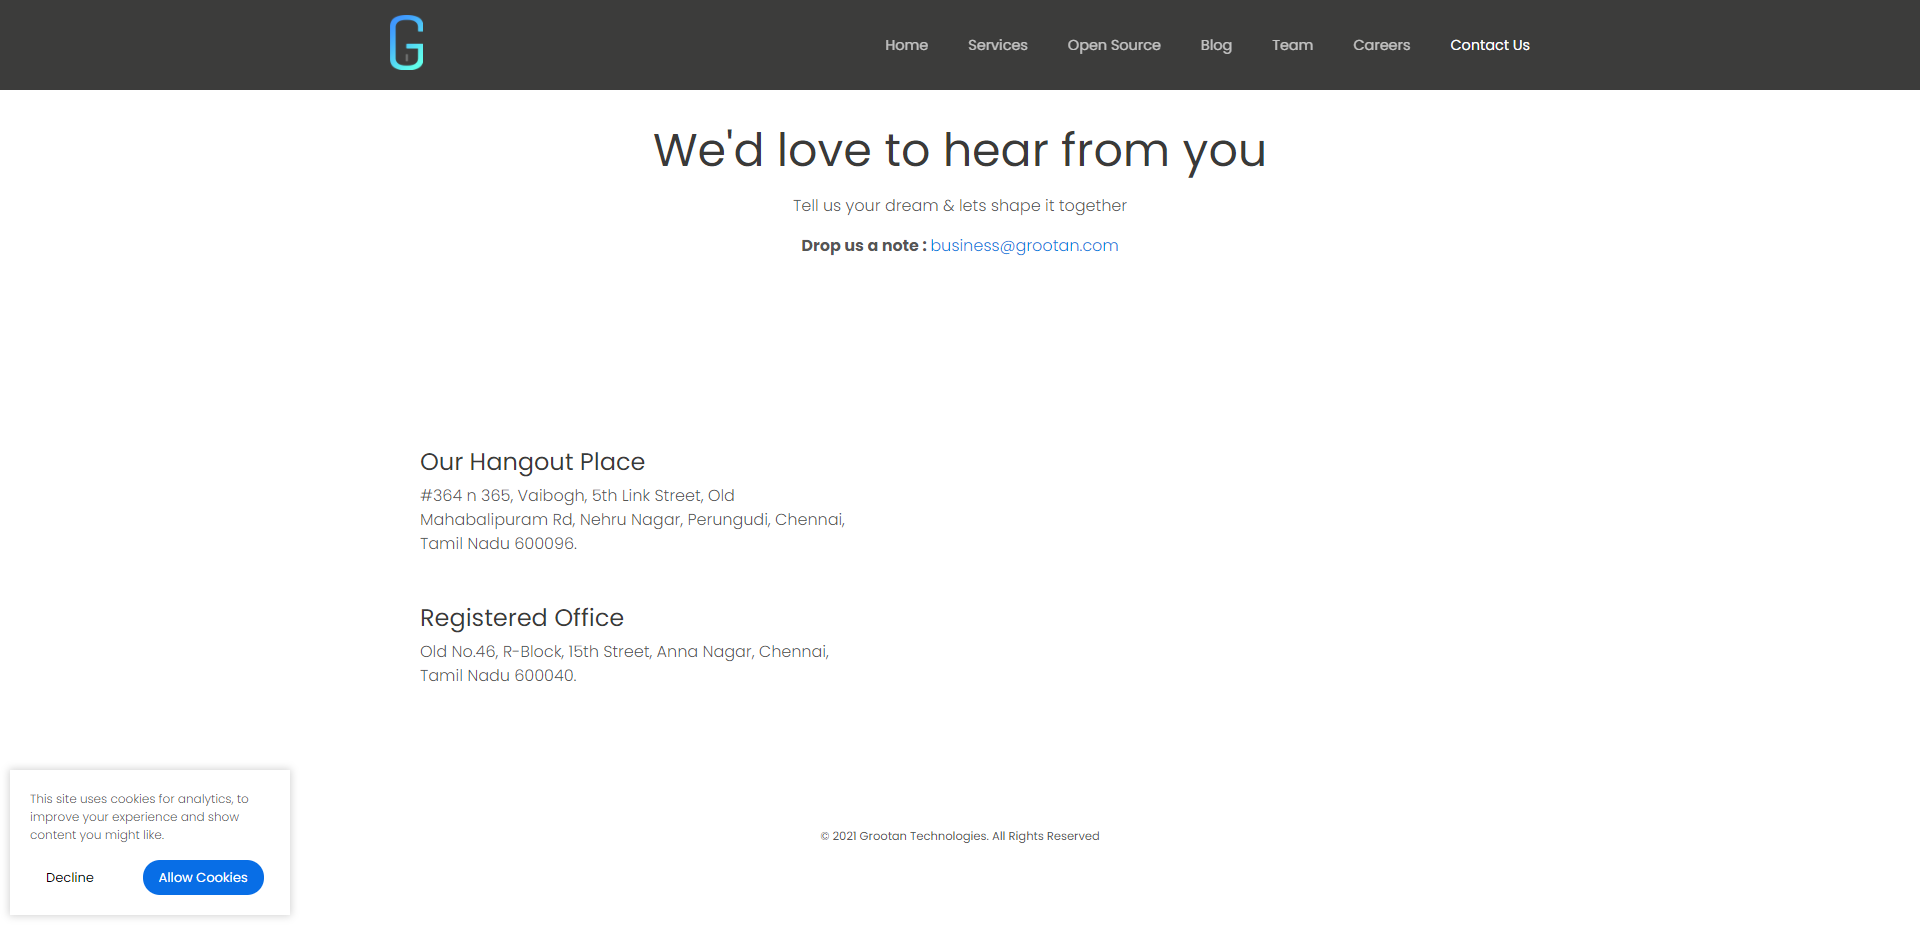 G
Home Services Open Source Blog Team Careers Contact Us
We'd love to hear from you
Tell us your dream & lets shape it together
Drop us a note : business@grootan.com
Our Hangout Place
#364 n 365, Vaibogh, 5th Link Street, Old
Mahabalipuram Rd, Nehru Nagar, Perungudi, Chennai,
Tamil Nadu 600096.
Registered Office
Old No.46, R-Block, 15th Street, Anna Nagar, Chennai,
Tamil Nadu 600040.
This site uses cookies for analytics, to
improve your experience and show
content you might like.
Decline Allow Cookies
© 2021 Grootan Technologies. All Rights Reserved